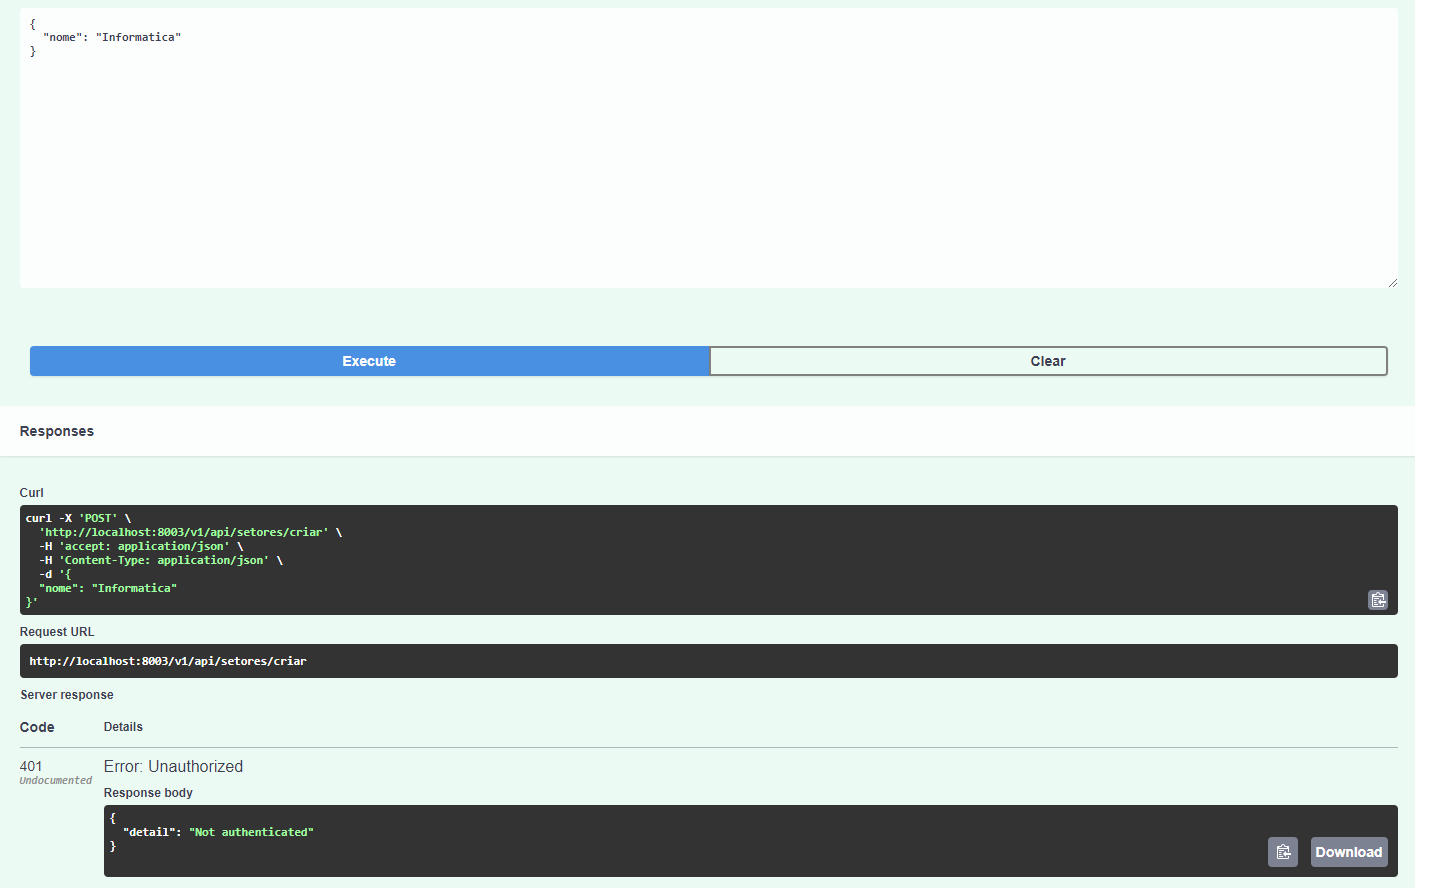 {
  "nome": "Informatica"
}
Execute
Clear
Responses
Curl
curl -X 'POST' \
  'http://localhost:8003/v1/api/setores/criar' \
  -H 'accept: application/json' \
  -H 'Content-Type: application/json' \
  -d '{
  "nome": "Informatica"
}'
Request URL
http://localhost:8003/v1/api/setores/criar
Server response
Code Details
401 Error: Unauthorized
Undocumented
Response body
{
  "detail": "Not authenticated"
}
Download